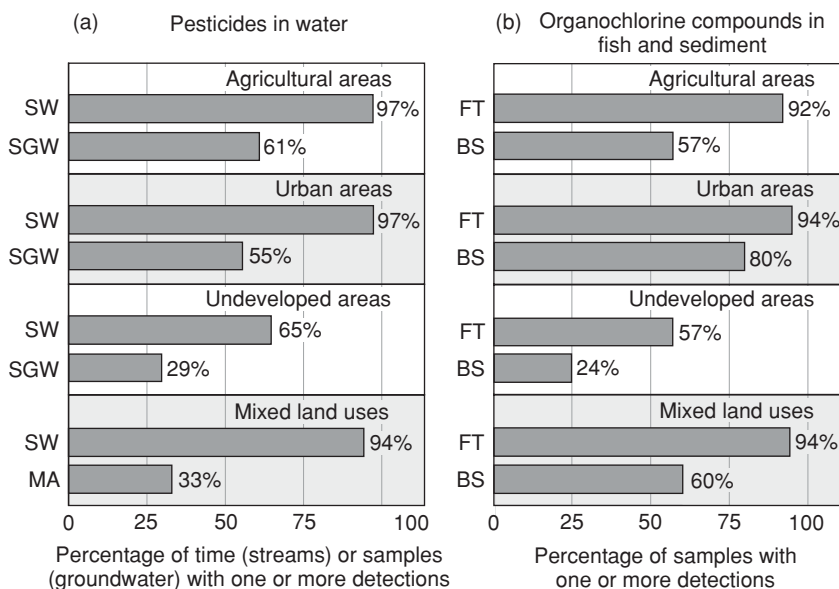 (a) Pesticides in water
Agricultural areas
SW 97%
SGW 61%
Urban areas
SW 97%
SGW 55%
Undeveloped areas
SW 65%
SGW 29%
Mixed land uses
SW 94%
MA 33%
0 25 50 75 100
Percentage of time (streams) or samples
(groundwater) with one or more detections
(b) Organochlorine compounds in
fish and sediment
Agricultural areas
FT 92%
BS 57%
Urban areas
FT 94%
BS 80%
Undeveloped areas
FT 57%
BS 24%
Mixed land uses
FT 94%
BS 60%
0 25 50 75 100
Percentage of samples with
one or more detections